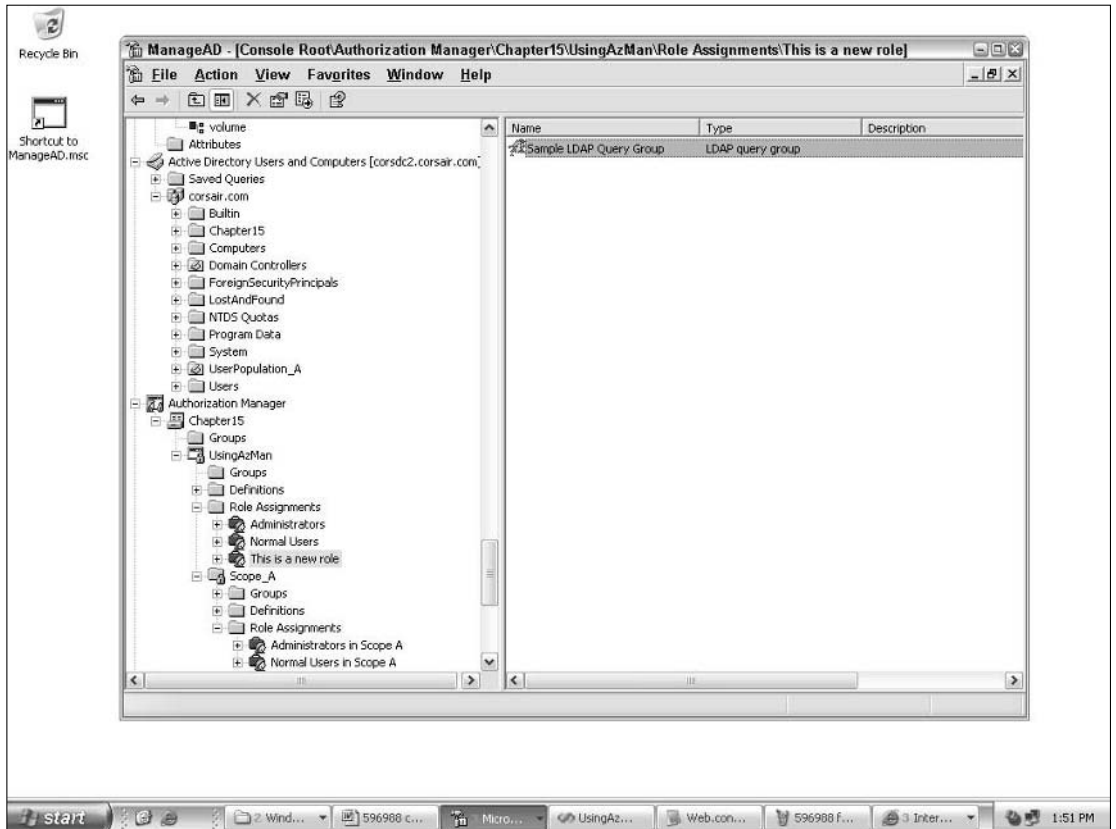 Recycle Bin
Shortcut to
ManageAD.msc
ManageAD - [Console Root\Authorization Manager\Chapter15\UsingAzMan\Role Assignments\This is a new role]
File Action View Favorites Window Help
volume
Attributes
Active Directory Users and Computers [corsdc2.corsair.com]
Saved Queries
corsair.com
Builtin
Chapter15
Computers
Domain Controllers
ForeignSecurityPrincipals
LostAndFound
NTDS Quotas
Program Data
System
UserPopulation_A
Users
Authorization Manager
Chapter15
Groups
UsingAzMan
Groups
Definitions
Role Assignments
Administrators
Normal Users
This is a new role
Scope_A
Groups
Definitions
Role Assignments
Administrators in Scope A
Normal Users in Scope A
Name Type Description
Sample LDAP Query Group LDAP query group
start 2 Wind... 596988 c... Micro... UsingAz... Web.con... 596988 f... 3 Inter... 1:51 PM